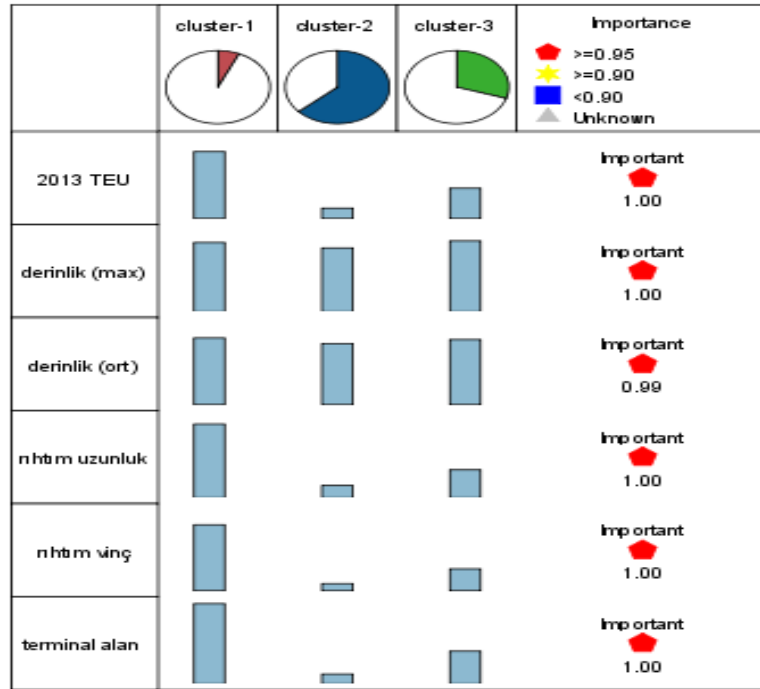 cluster-1 cluster-2 cluster-3 Importance
>=0.95
>=0.90
<0.90
Unknown
2013 TEU Important
1.00
derinlik (max) Important
1.00
derinlik (ort) Important
0.99
rıhtım uzunluk Important
1.00
rıhtım vinç Important
1.00
terminal alan Important
1.00